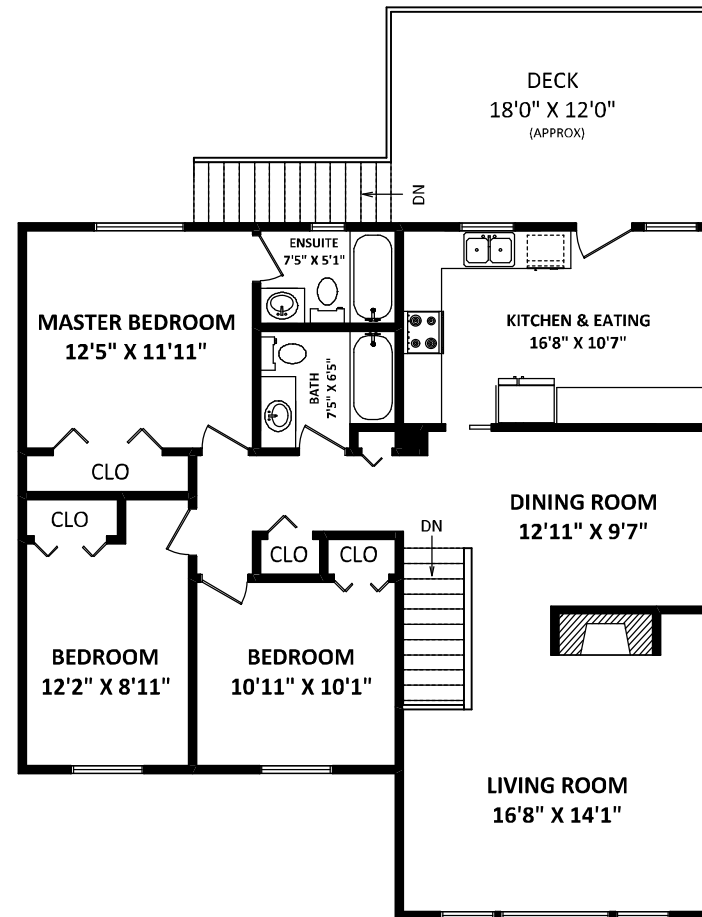 DECK
18'0" X 12'0"
(APPROX)
DN
ENSUITE
7'5" X 5'1"
MASTER BEDROOM
12'5" X 11'11"
KITCHEN & EATING
16'8" X 10'7"
BATH
7'5" X 6'5"
CLO
CLO
DINING ROOM
12'11" X 9'7"
DN
CLO
CLO
BEDROOM
12'2" X 8'11"
BEDROOM
10'11" X 10'1"
LIVING ROOM
16'8" X 14'1"